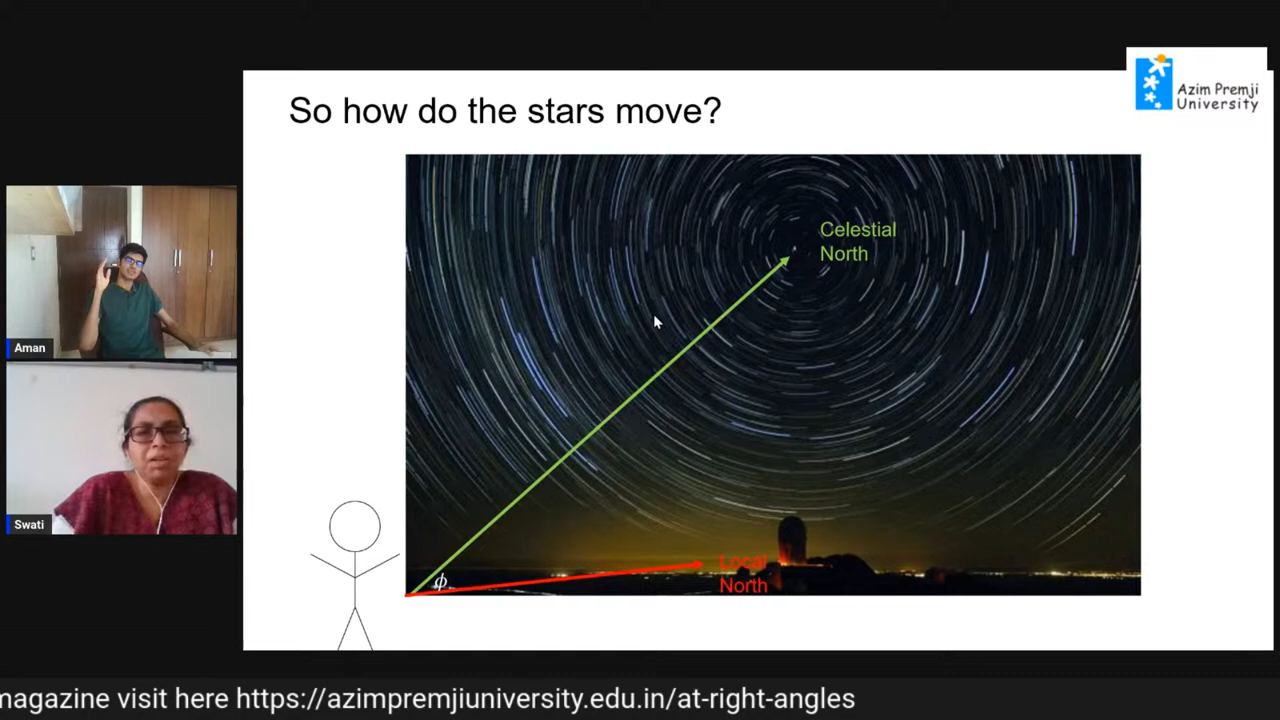 So how do the stars move?
Azim Premji
University
Celestial
North
Aman
Swati
ϕ
Local
North
magazine visit here https://azimpremjiuniversity.edu.in/at-right-angles